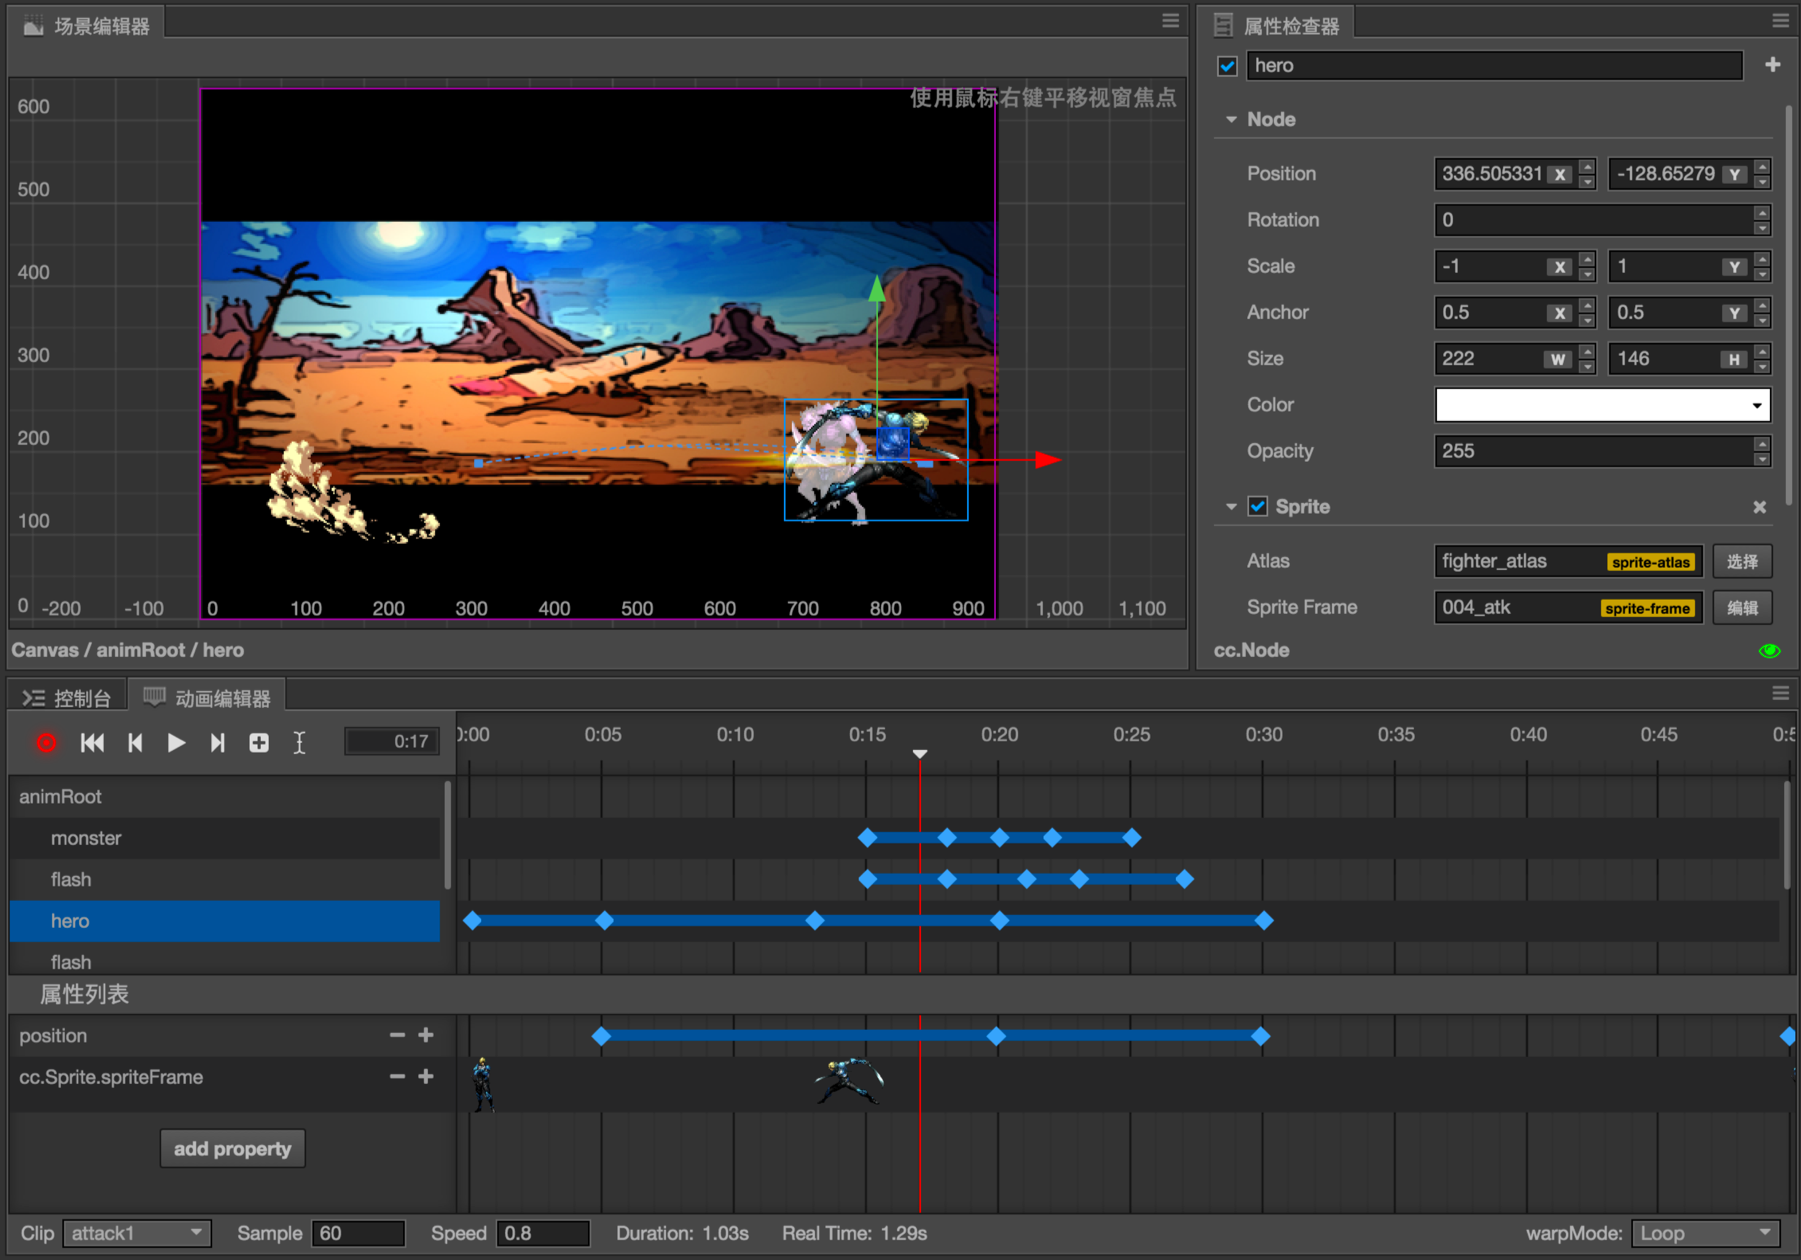 场景编辑器
使用鼠标右键平移视窗焦点
600
500
400
300
200
100
0 -200 -100 0 100 200 300 400 500 600 700 800 900 1,000 1,100
Canvas / animRoot / hero
属性检查器
hero
Node
Position 336.505331 X -128.65279 Y
Rotation 0
Scale -1 X 1 Y
Anchor 0.5 X 0.5 Y
Size 222 W 146 H
Color
Opacity 255
Sprite
Atlas fighter_atlas sprite-atlas 选择
Sprite Frame 004_atk sprite-frame 编辑
cc.Node
控制台 动画编辑器
0:17 0:00 0:05 0:10 0:15 0:20 0:25 0:30 0:35 0:40 0:45
animRoot
monster
flash
hero
flash
属性列表
position
cc.Sprite.spriteFrame
add property
Clip attack1 Sample 60 Speed 0.8 Duration: 1.03s Real Time: 1.29s warpMode: Loop